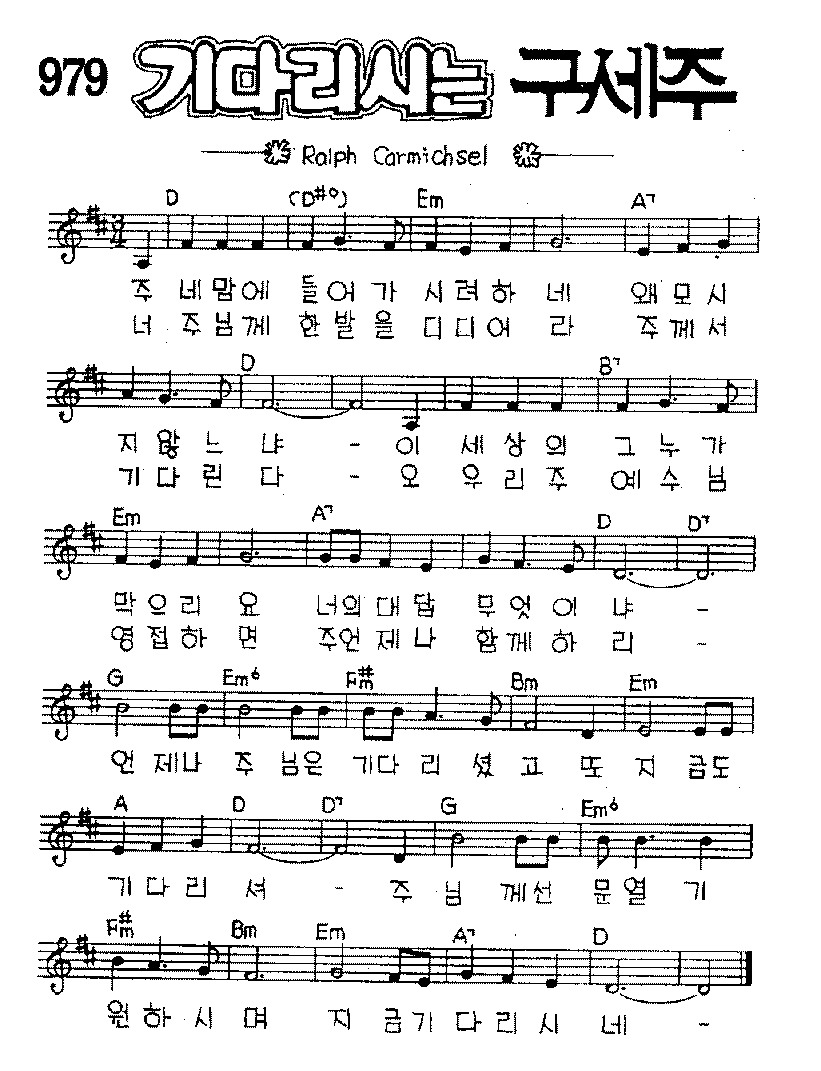 979 기다리시는 구세주
Ralph Carmichsel
D (D#o) Em A7
주 네맘에 들어가 시려하 네 왜모시
너 주님께 한발을 디디어 라 주께서
D B7
지않느 냐 - 이 세상의 그누가
기다린 다 - 오 우리주 예수님
Em A7 D D7
막으리 요 너의대답 무엇이 냐 -
영접하 면 주언제나 함께하 리 -
G Em6 F#m Bm Em
언 제나 주 님은 기다 리 셨 고 또 지 금도
A D D7 G Em6
기다리 셔 - 주 님 께선 문열 기
F#m Bm Em A7 D
원하시 며 지 금기 다리시 네 -